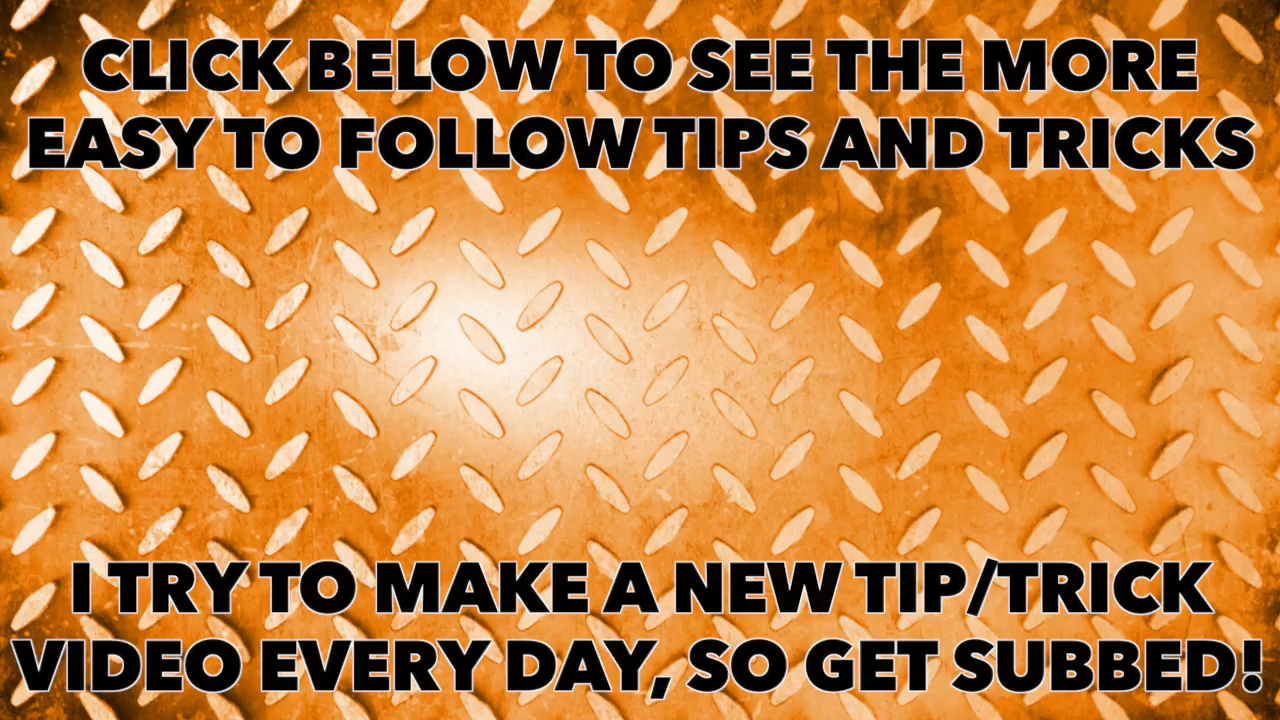 CLICK BELOW TO SEE THE MORE
EASY TO FOLLOW TIPS AND TRICKS
I TRY TO MAKE A NEW TIP/TRICK
VIDEO EVERY DAY, SO GET SUBBED!